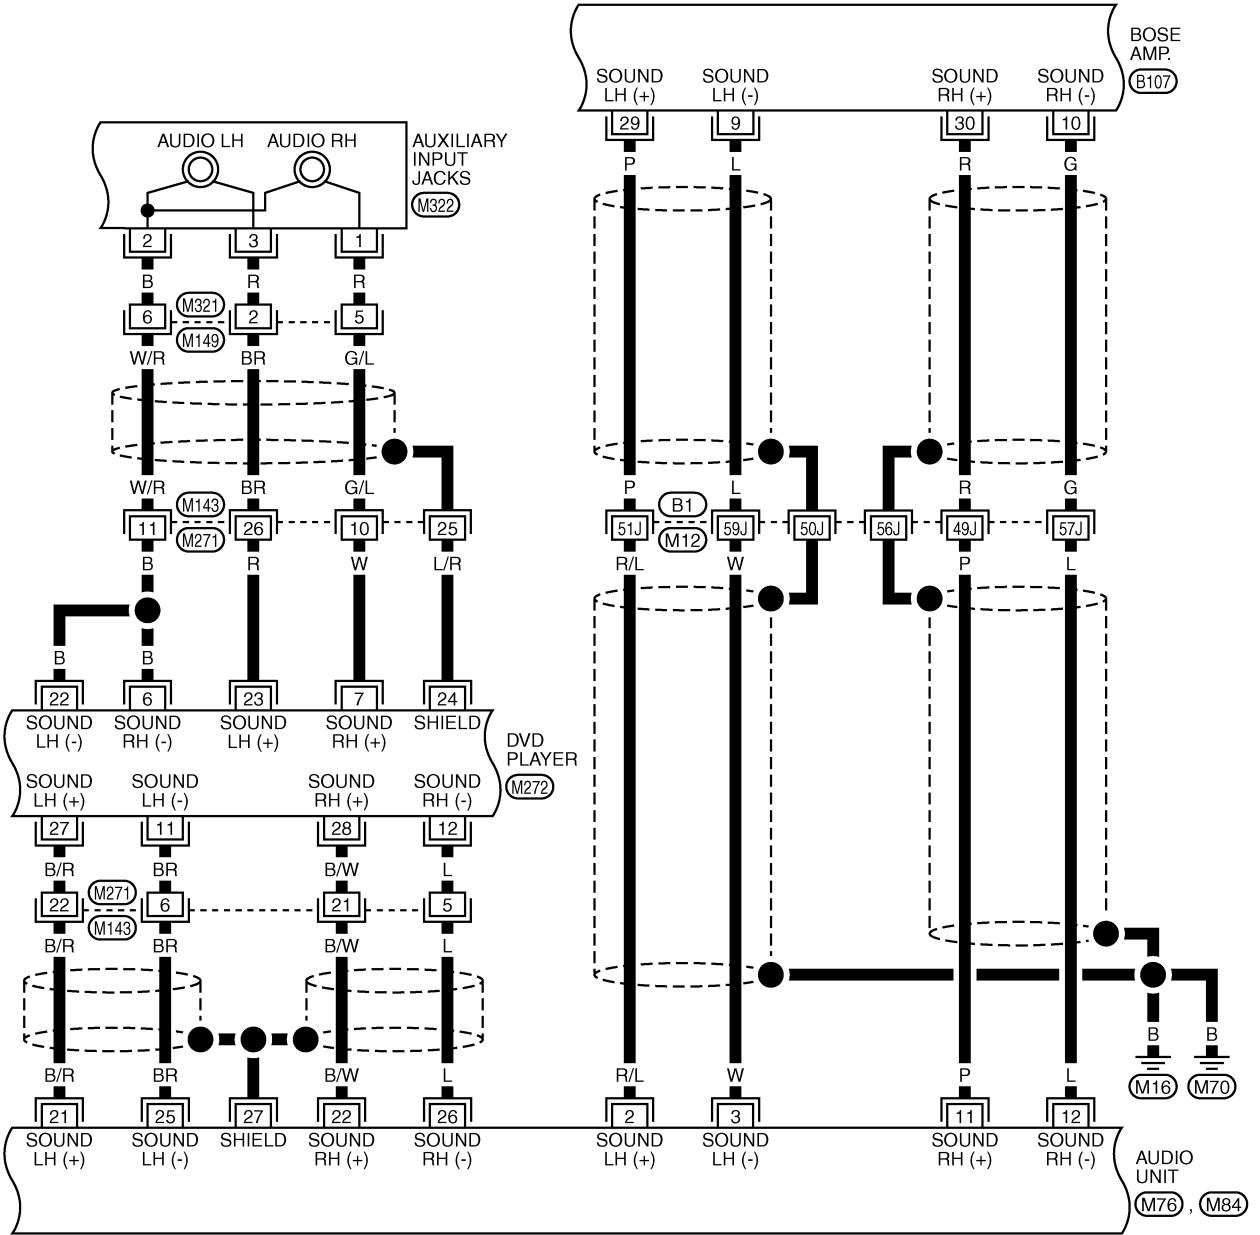 BOSE
AMP.
B107
SOUND LH (+) SOUND LH (-) SOUND RH (+) SOUND RH (-)
29 9 30 10
P L R G
AUDIO LH AUDIO RH
AUXILIARY
INPUT
JACKS
M322
2 3 1
B R R
M321
6 2 5
M149
W/R BR G/L
W/R BR G/L
P L R G
M143
11 26 10 25
M271
B1
51J 59J 50J 56J 49J 57J
M12
B R W L/R
R/L W P L
B B
22 6 23 7 24
SOUND LH (-) SOUND RH (-) SOUND LH (+) SOUND RH (+) SHIELD
DVD
PLAYER
M272
SOUND LH (+) SOUND LH (-) SOUND RH (+) SOUND RH (-)
27 11 28 12
B/R BR B/W L
M271
22 6 21 5
M143
B/R BR B/W L
B B
M16 M70
B/R BR B/W L R/L W P L
21 25 27 22 26 2 3 11 12
SOUND LH (+) SOUND LH (-) SHIELD SOUND RH (+) SOUND RH (-) SOUND LH (+) SOUND LH (-) SOUND RH (+) SOUND RH (-)
AUDIO
UNIT
M76 , M84